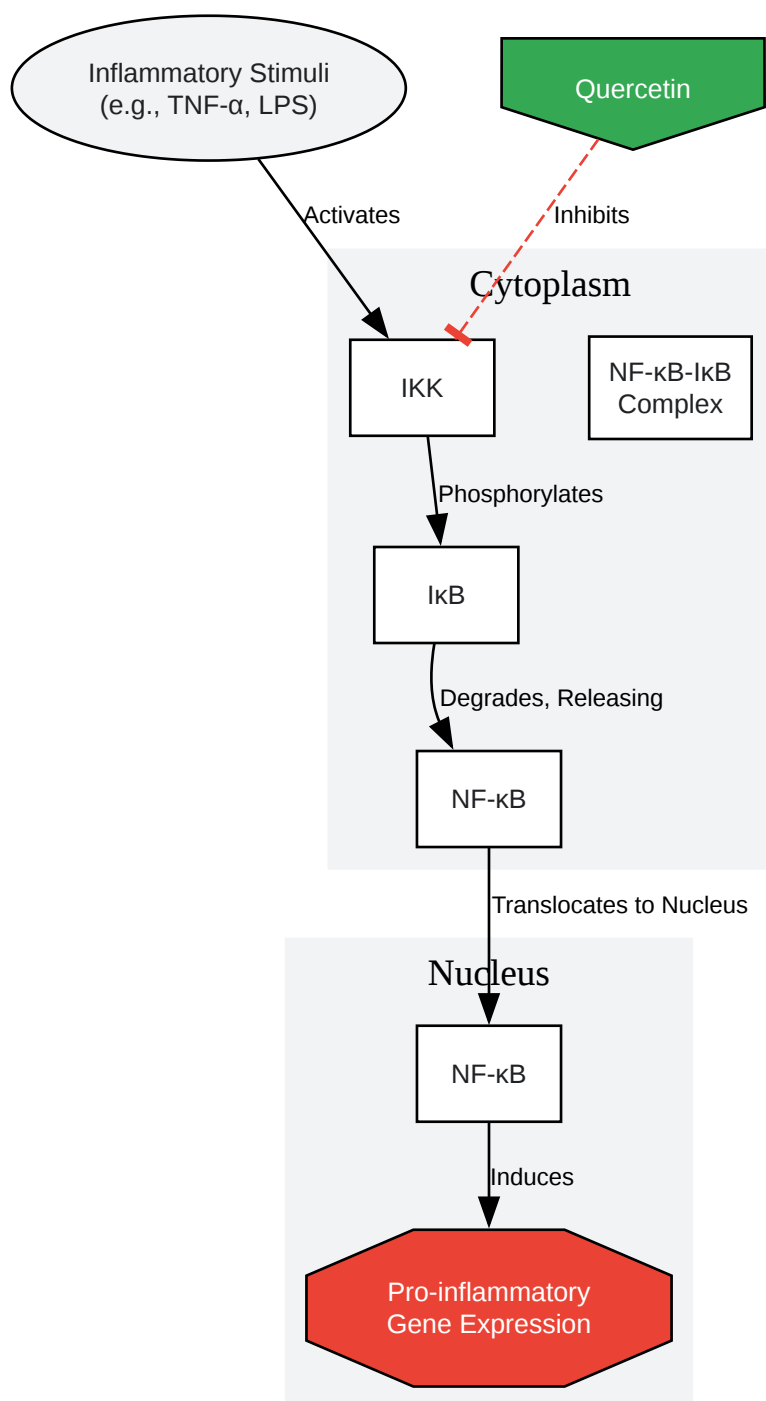 Inflammatory Stimuli
(e.g., TNF-α, LPS)
Quercetin
Activates
Inhibits
Cytoplasm
IKK
NF-κB-IκB
Complex
Phosphorylates
IκB
Degrades, Releasing
NF-κB
Translocates to Nucleus
Nucleus
NF-κB
Induces
Pro-inflammatory
Gene Expression